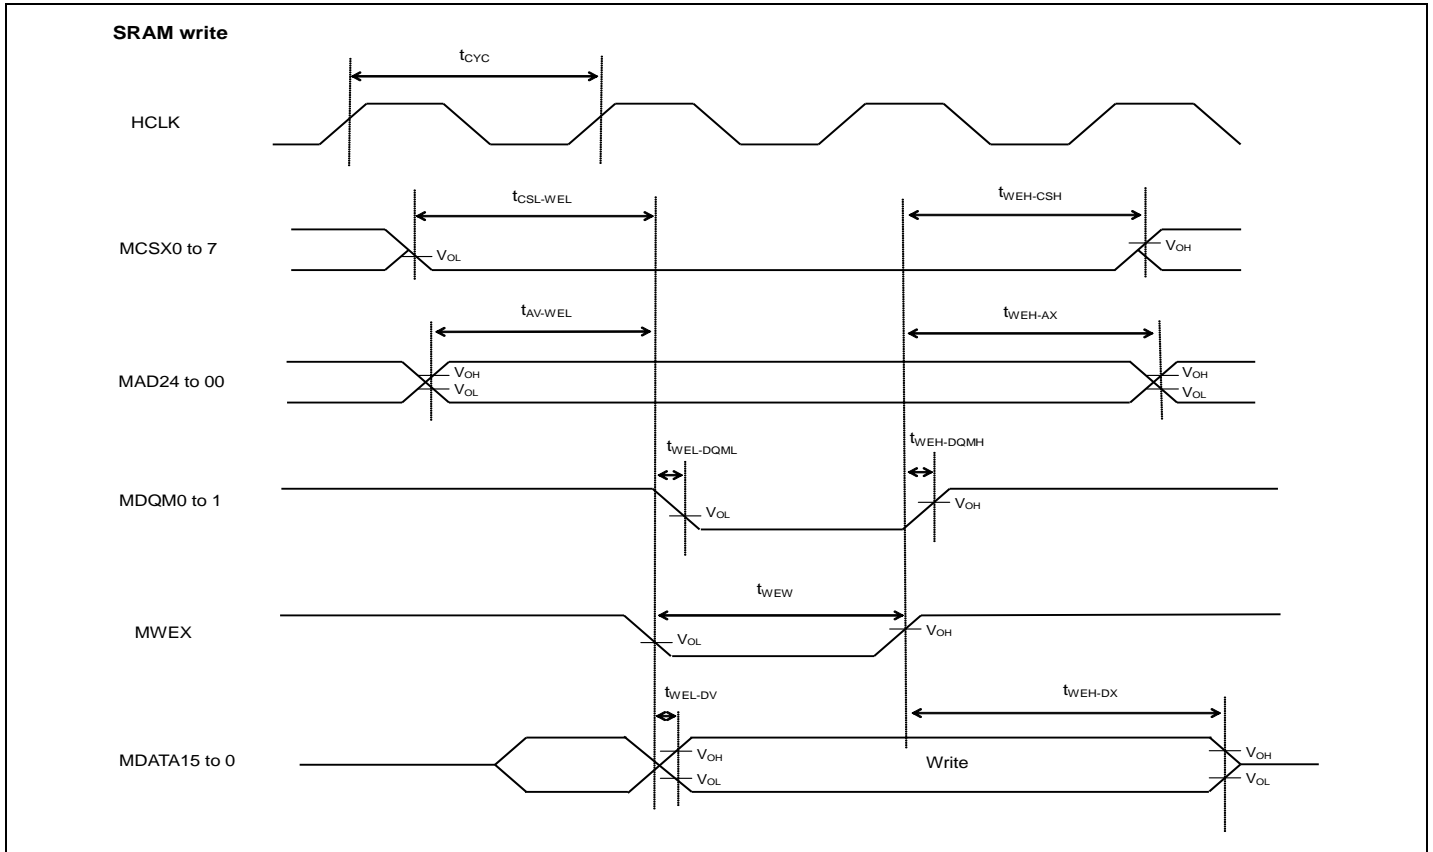 SRAM write
tCYC
HCLK
tCSL-WEL
tWEH-CSH
MCSX0 to 7
VOL
VOH
tAV-WEL
tWEH-AX
MAD24 to 00
VOH
VOL
VOH
VOL
tWEL-DQML
tWEH-DQMH
MDQM0 to 1
VOL
VOH
tWEW
MWEX
VOL
VOH
tWEL-DV
tWEH-DX
MDATA15 to 0
VOH
VOL
Write
VOH
VOL